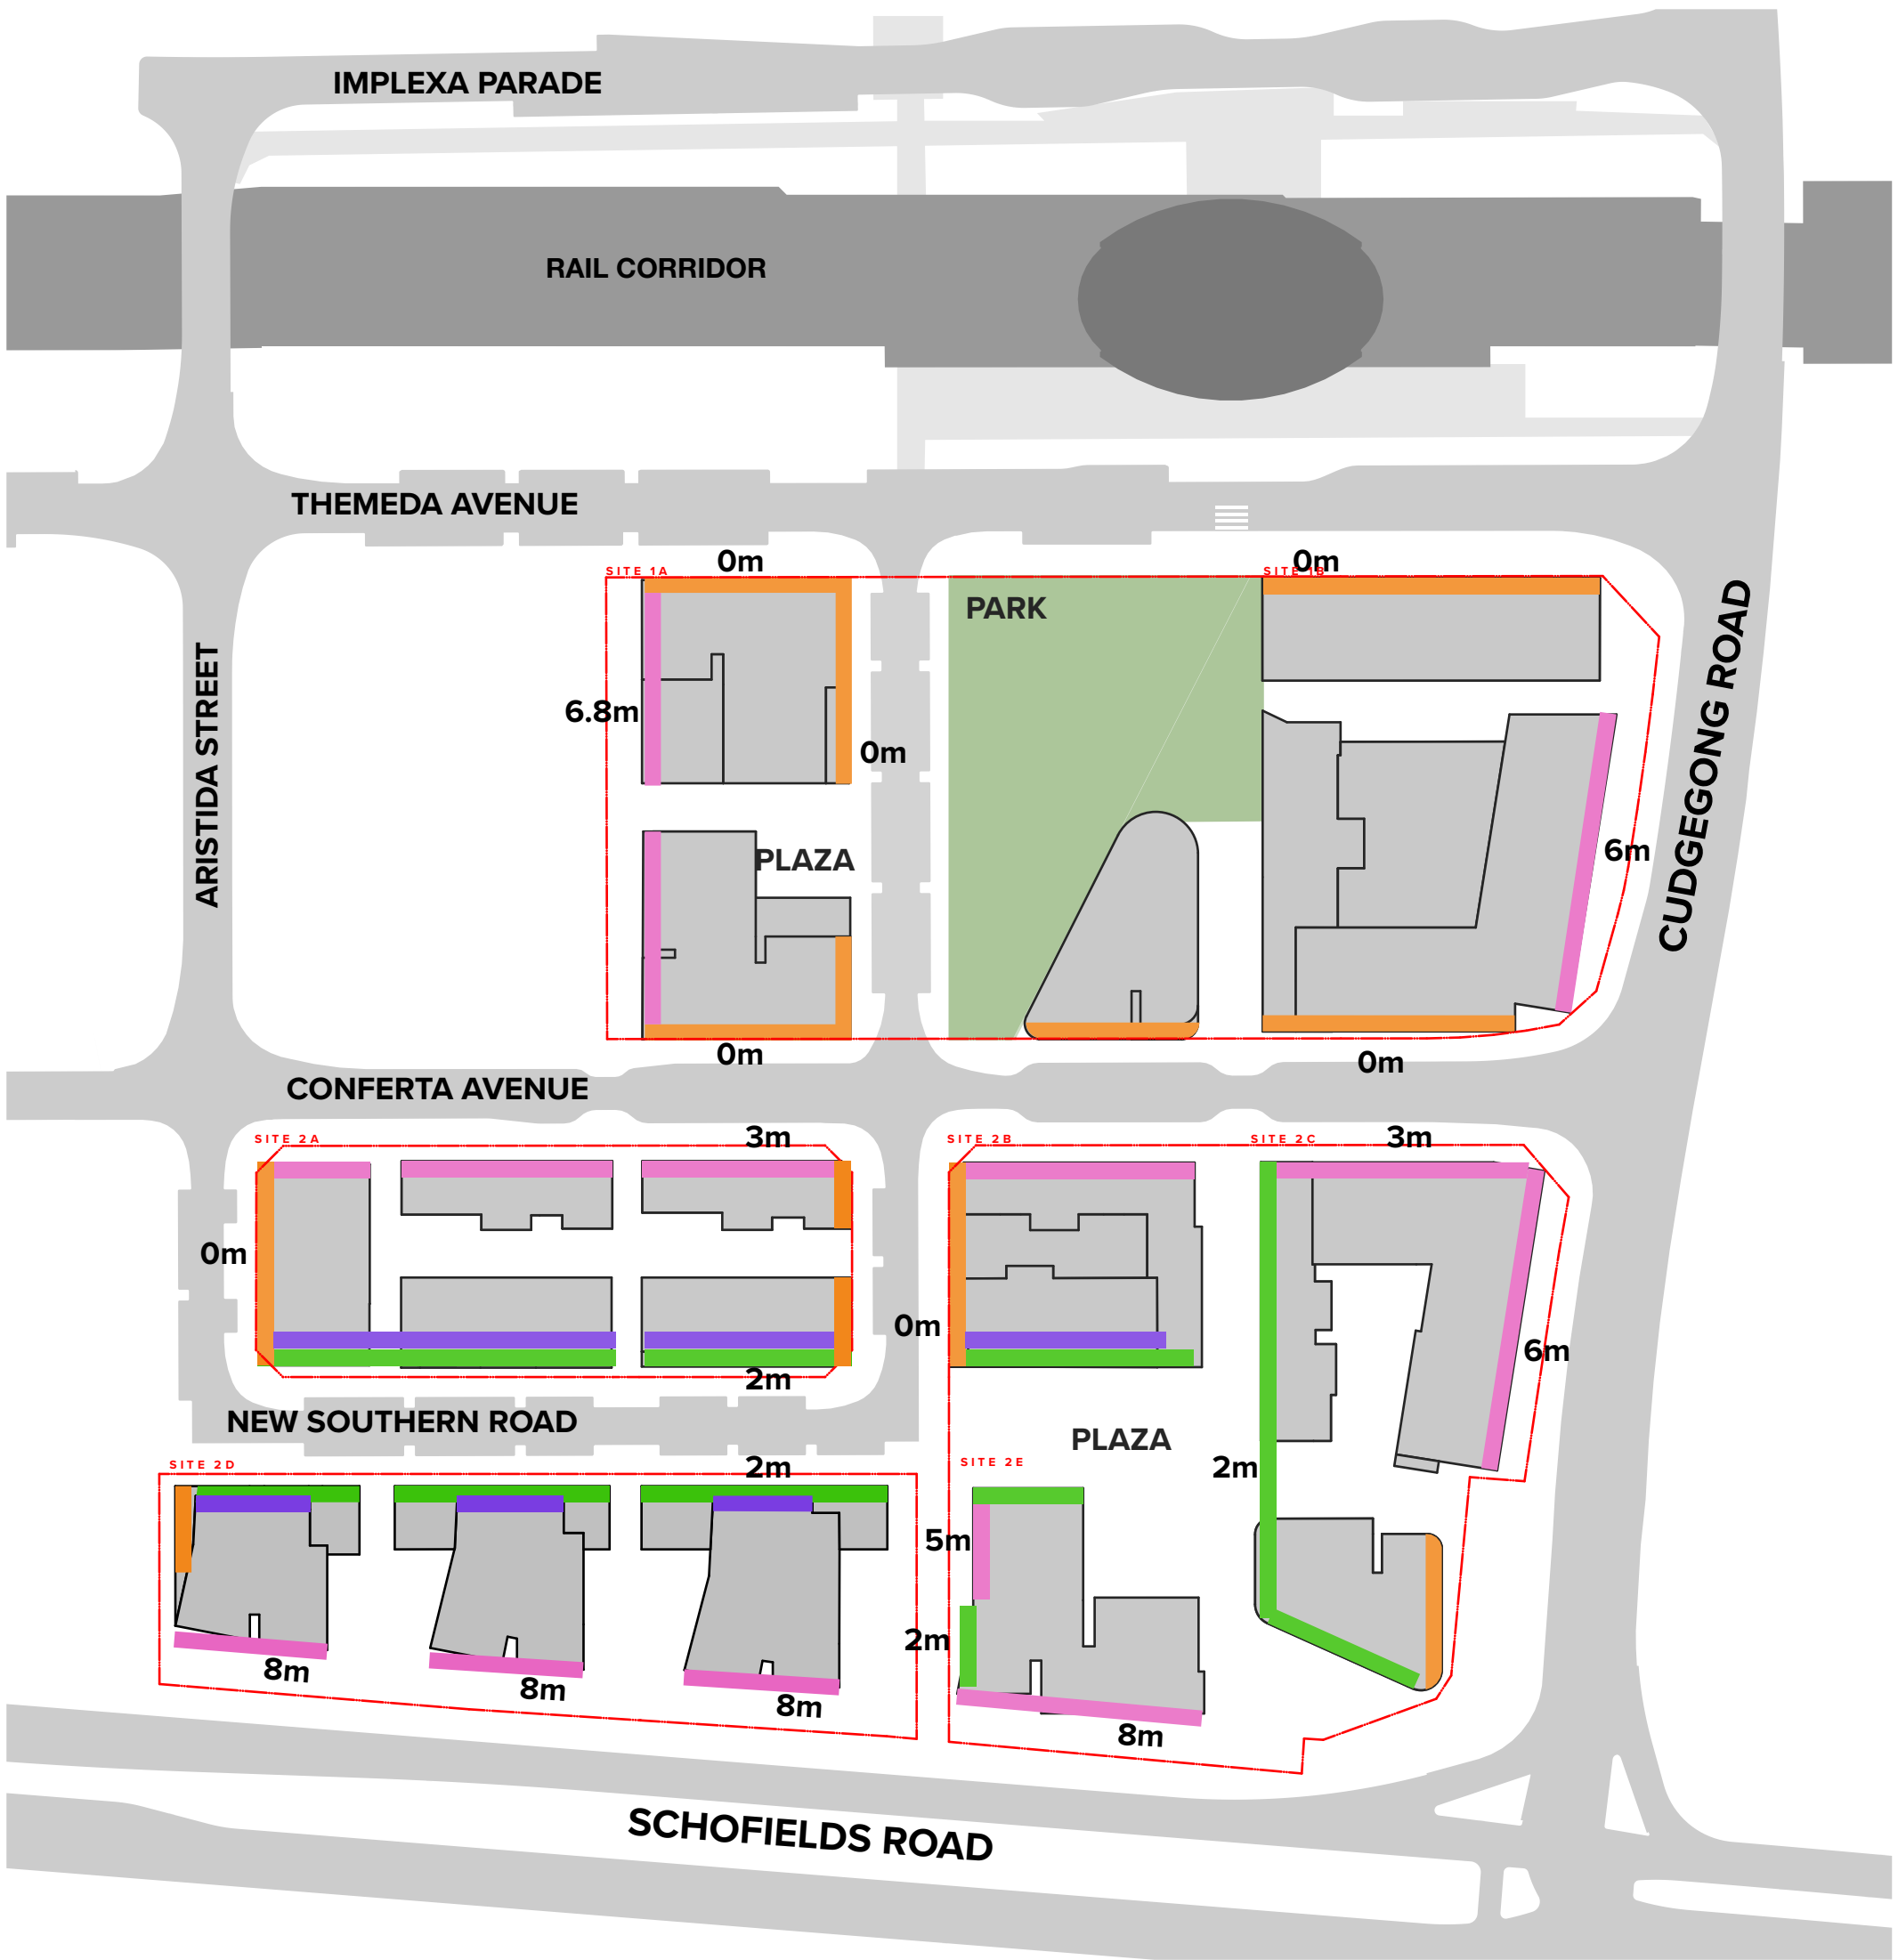 IMPLEXA PARADE
RAIL CORRIDOR
THEMEDA AVENUE
0m
0m
SITE 1A
SITE 1B
PARK
CUDGEGONG ROAD
ARISTIDA STREET
6.8m
0m
6m
PLAZA
0m
0m
CONFERTA AVENUE
SITE 2A
3m
SITE 2B
SITE 2C
3m
0m
0m
6m
2m
NEW SOUTHERN ROAD
PLAZA
SITE 2D
2m
SITE 2E
2m
5m
2m
8m
8m
8m
8m
SCHOFIELDS ROAD